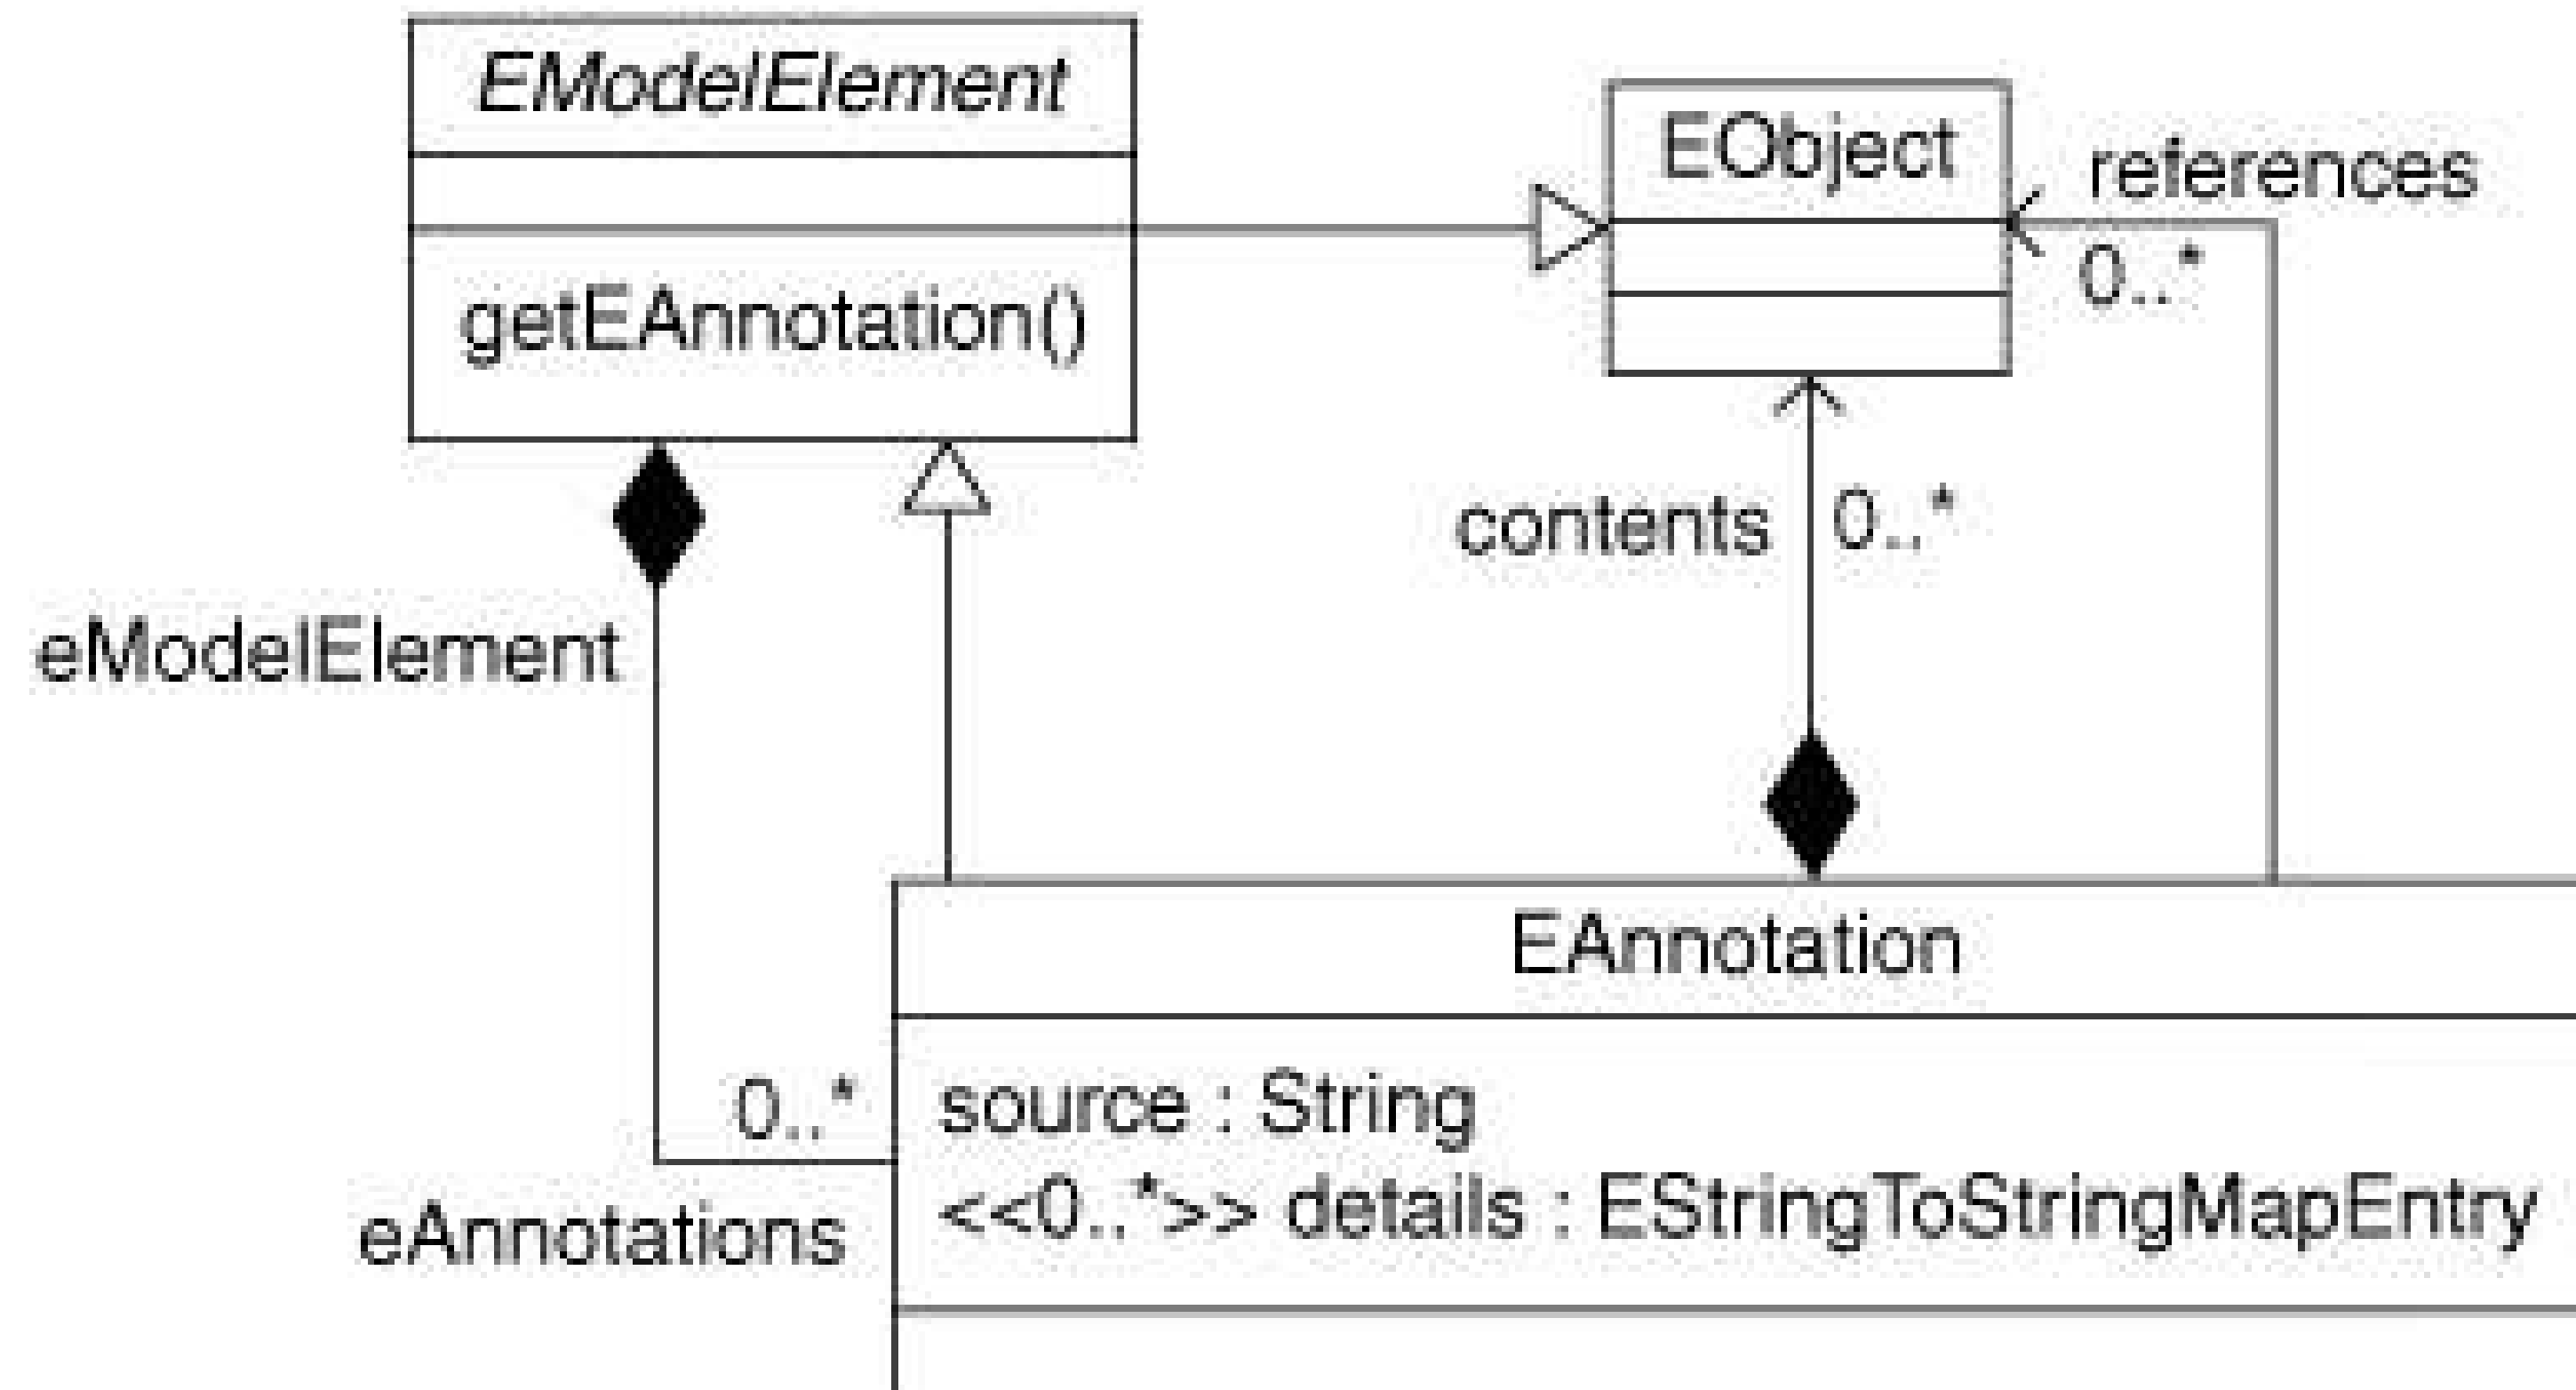 EModelElement
getEAnnotation()
EObject
references
0..*
contents
0..*
eModelElement
EAnnotation
source : String
<<0..*>> details : EStringToStringMapEntry
0..*
eAnnotations